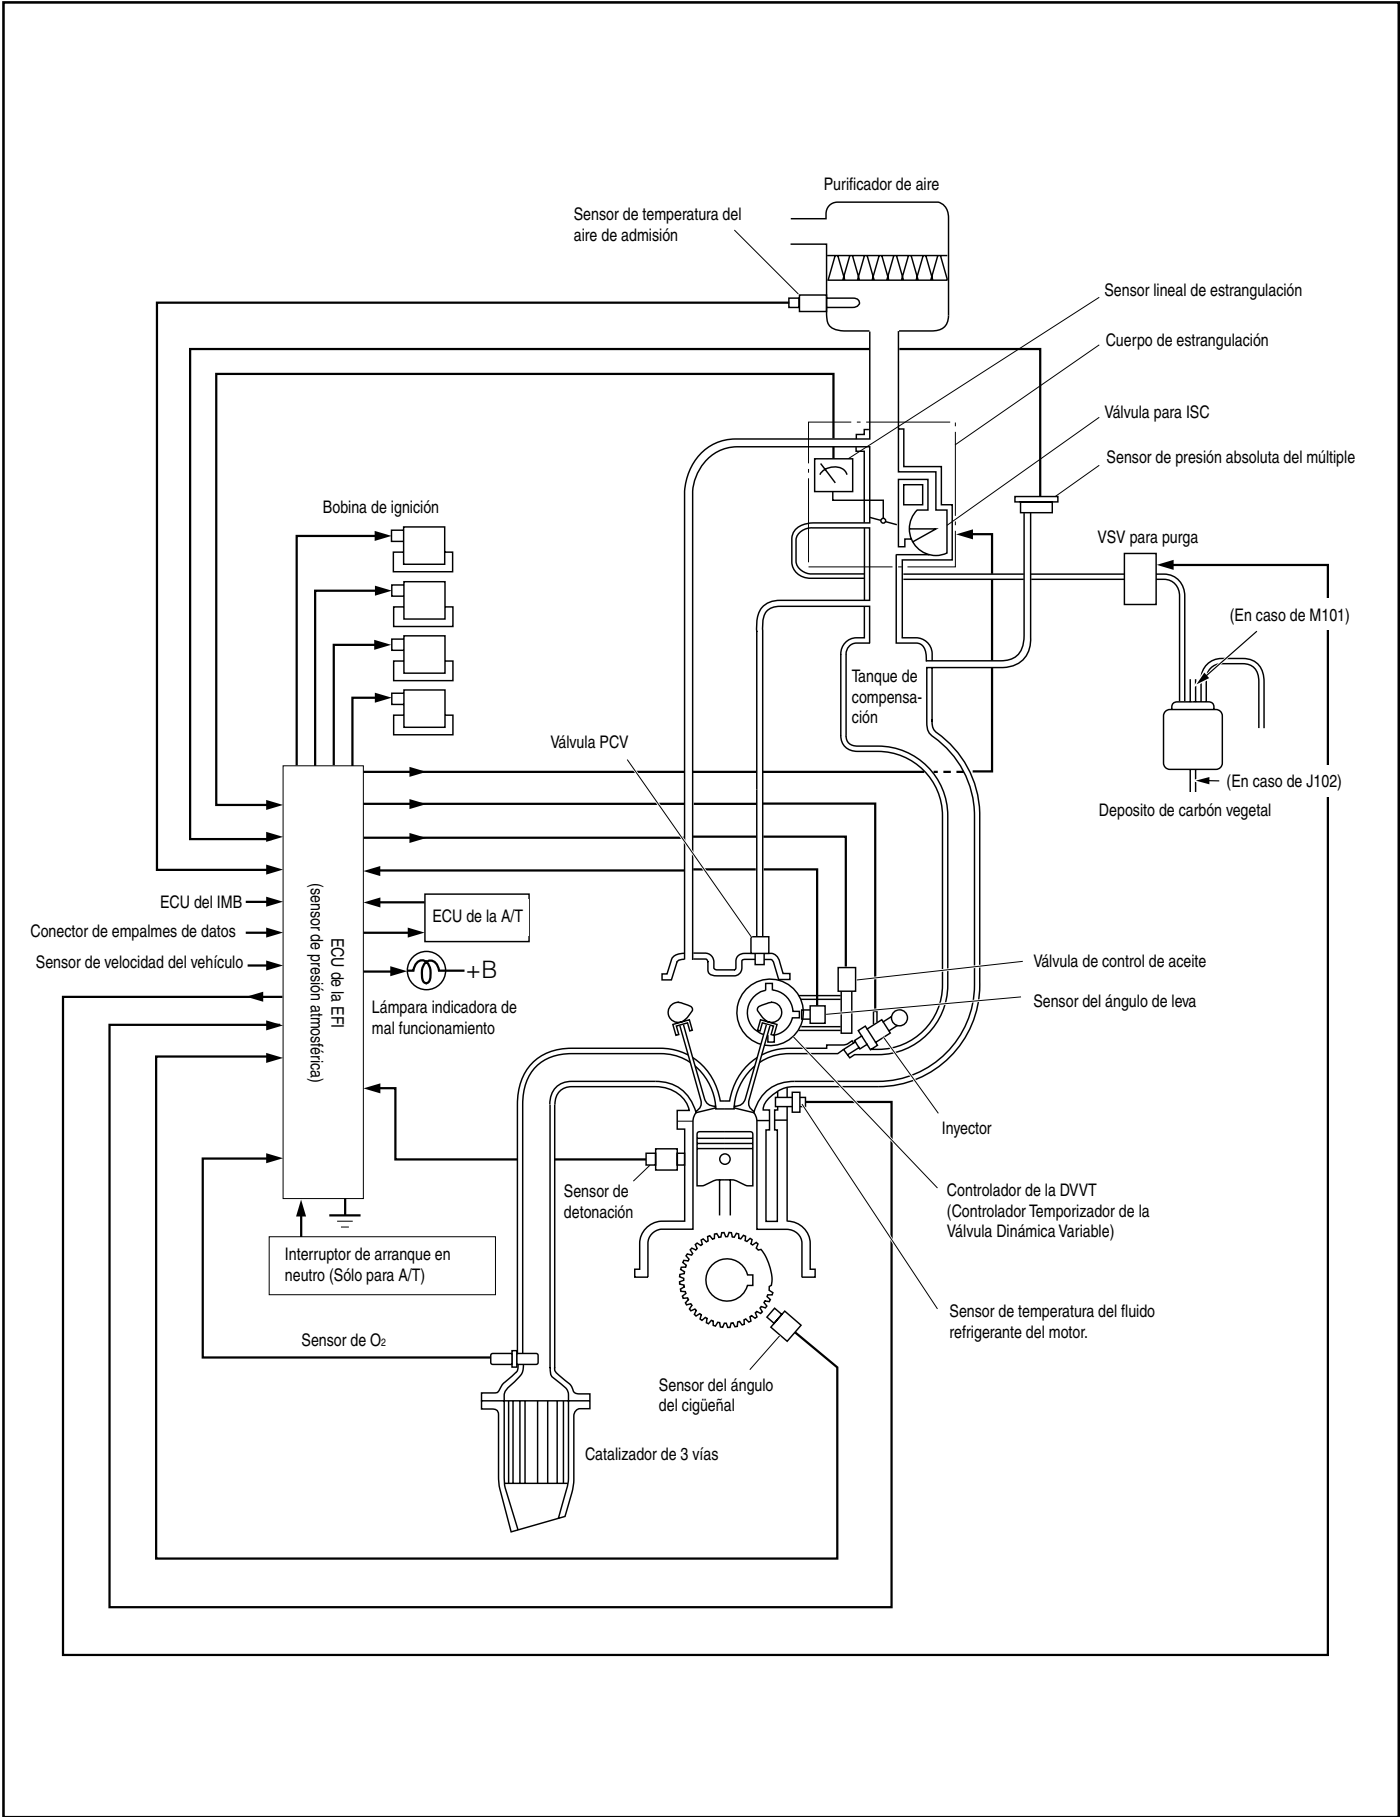 Purificador de aire
Sensor de temperatura del
aire de admisión
Sensor lineal de estrangulación
Cuerpo de estrangulación
Válvula para ISC
Sensor de presión absoluta del múltiple
Bobina de ignición
VSV para purga
(En caso de M101)
Tanque de
compensa-
ción
Válvula PCV
(En caso de J102)
Deposito de carbón vegetal
ECU del IMB
Conector de empalmes de datos
Sensor de velocidad del vehículo
ECU de la EFI
(sensor de presión atmosférica)
ECU de la A/T
+B
Lámpara indicadora de
mal funcionamiento
Válvula de control de aceite
Sensor del ángulo de leva
Inyector
Sensor de
detonación
Controlador de la DVVT
(Controlador Temporizador de la
Válvula Dinámica Variable)
Interruptor de arranque en
neutro (Sólo para A/T)
Sensor de temperatura del fluido
refrigerante del motor.
Sensor de O2
Sensor del ángulo
del cigüeñal
Catalizador de 3 vías